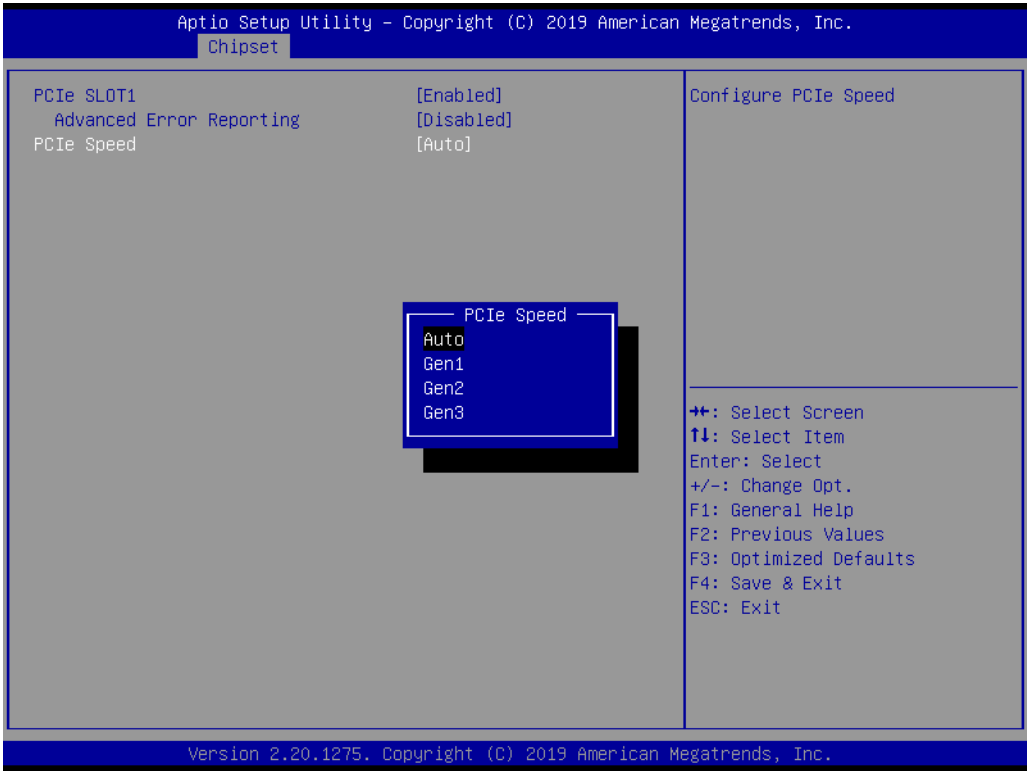 Aptio Setup Utility – Copyright (C) 2019 American Megatrends, Inc.
Chipset
PCIe SLOT1 [Enabled]
Advanced Error Reporting [Disabled]
PCIe Speed [Auto]
Configure PCIe Speed
PCIe Speed
Auto
Gen1
Gen2
Gen3
→←: Select Screen
↑↓: Select Item
Enter: Select
+/-: Change Opt.
F1: General Help
F2: Previous Values
F3: Optimized Defaults
F4: Save & Exit
ESC: Exit
Version 2.20.1275. Copyright (C) 2019 American Megatrends, Inc.